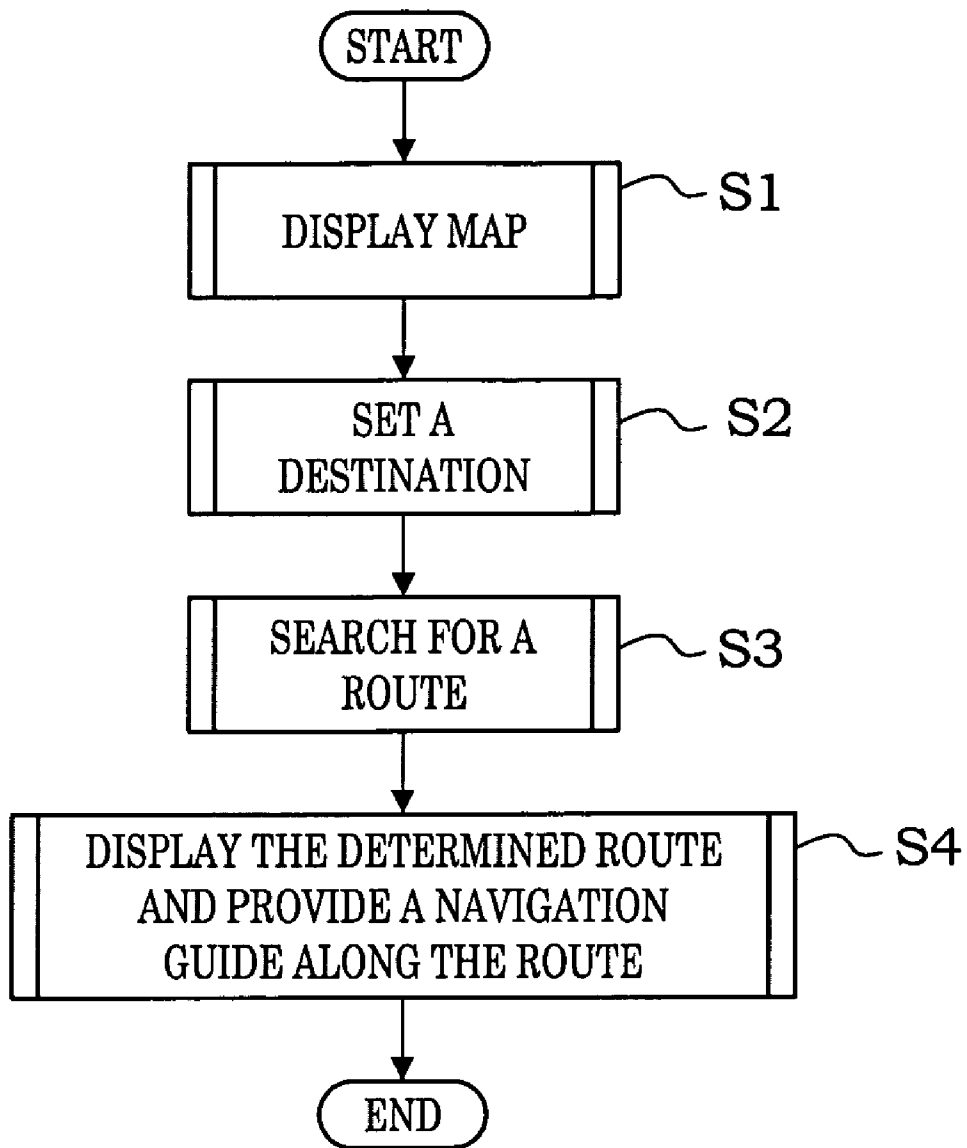 START
DISPLAY MAP
S1
SET A
DESTINATION
S2
SEARCH FOR A
ROUTE
S3
DISPLAY THE DETERMINED ROUTE
AND PROVIDE A NAVIGATION
GUIDE ALONG THE ROUTE
S4
END